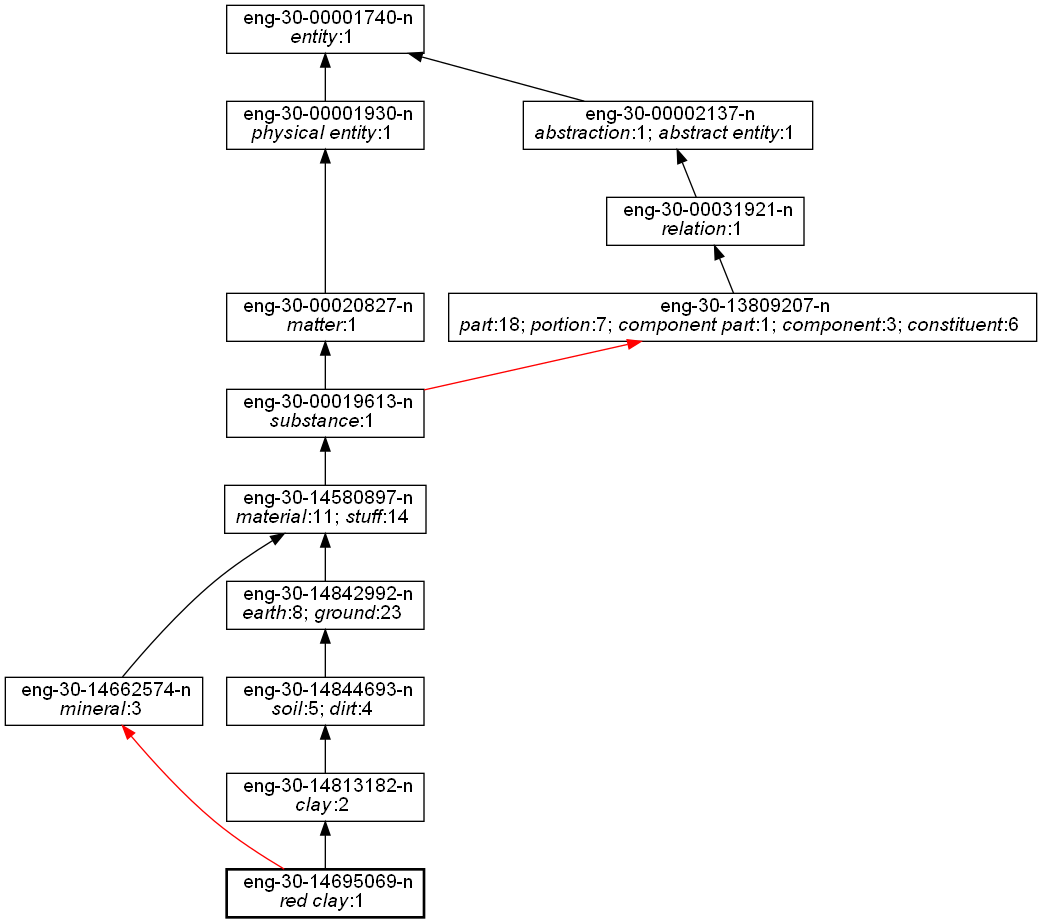 eng-30-00001740-n
entity:1
eng-30-00001930-n
physical entity:1
eng-30-00002137-n
abstraction:1; abstract entity:1
eng-30-00031921-n
relation:1
eng-30-00020827-n
matter:1
eng-30-13809207-n
part:18; portion:7; component part:1; component:3; constituent:6
eng-30-00019613-n
substance:1
eng-30-14580897-n
material:11; stuff:14
eng-30-14842992-n
earth:8; ground:23
eng-30-14662574-n
mineral:3
eng-30-14844693-n
soil:5; dirt:4
eng-30-14813182-n
clay:2
eng-30-14695069-n
red clay:1